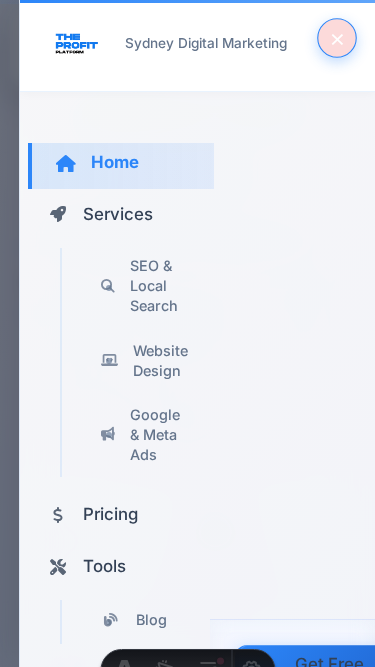 THE
PROFIT
PLATFORM
Sydney Digital Marketing
Home
Services
SEO &
Local
Search
Website
Design
Google
& Meta
Ads
Pricing
Tools
Blog
Get Free